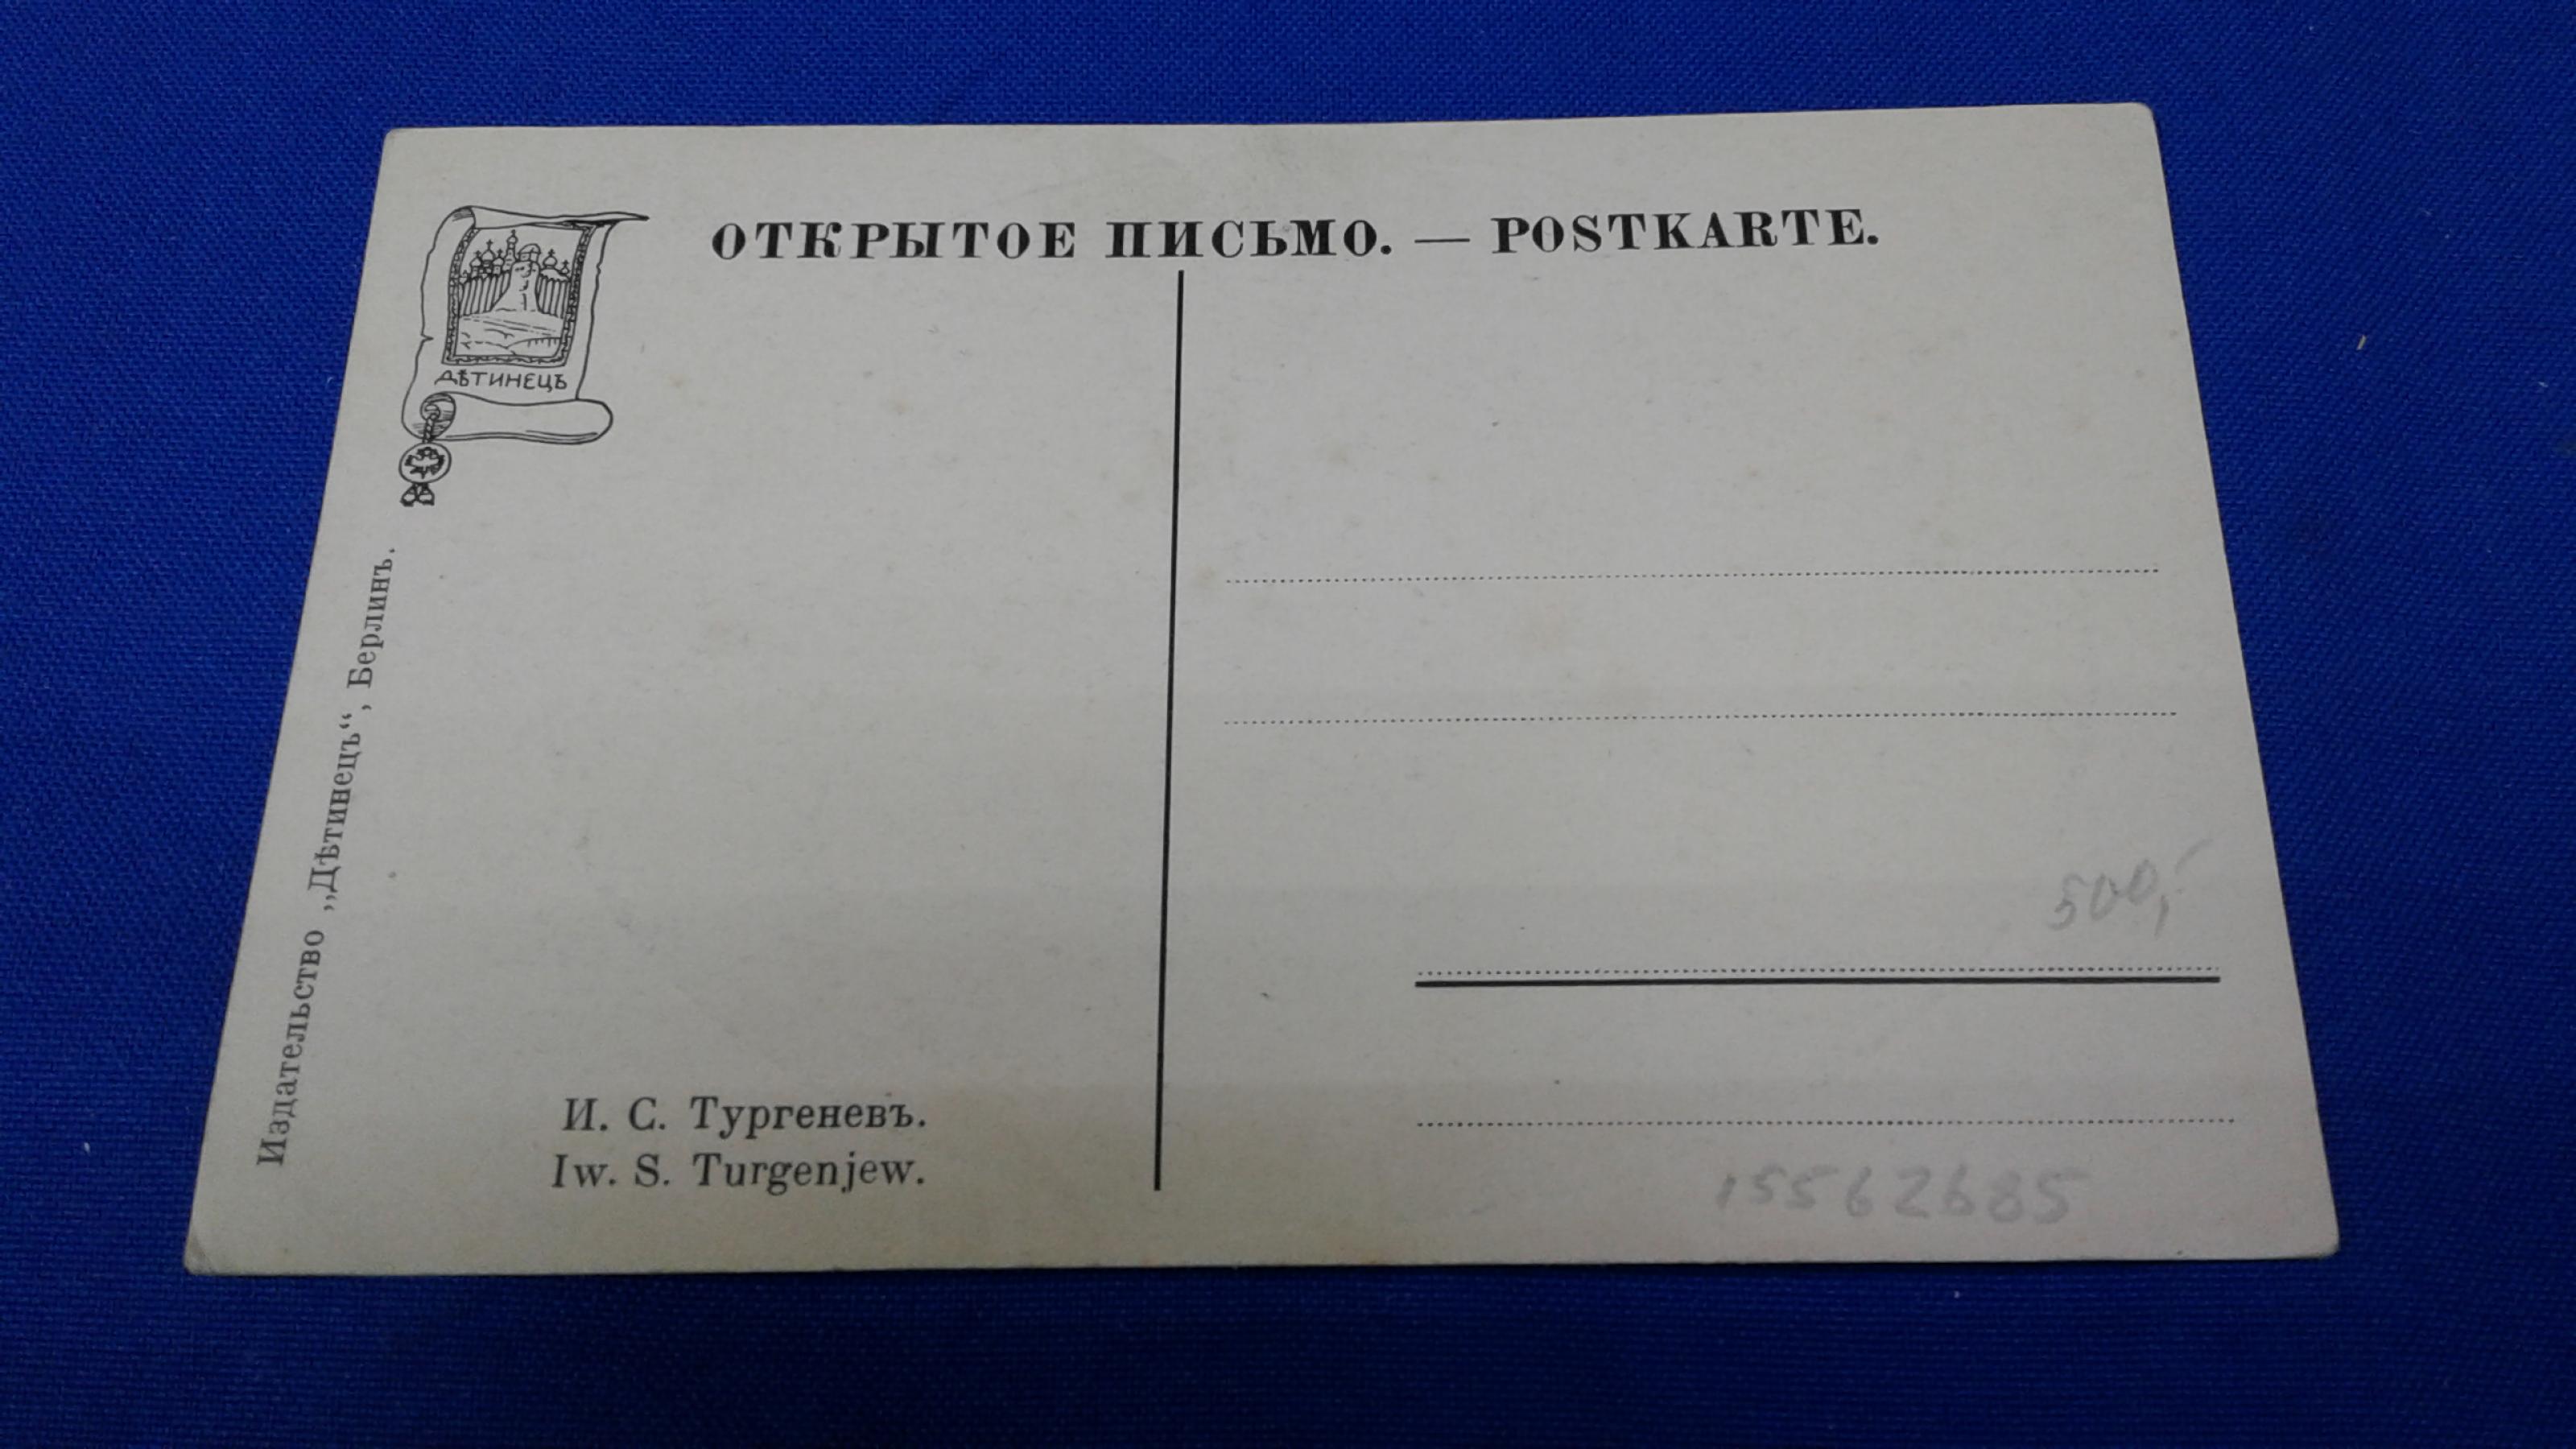 ОТКРЫТОЕ ПИСЬМО. — POSTKARTE.
ДѢТИНЕЦЪ
Издательство „Дѣтинецъ“, Берлинъ.
500,-
И. С. Тургеневъ.
Iw. S. Turgenjew.
15562685